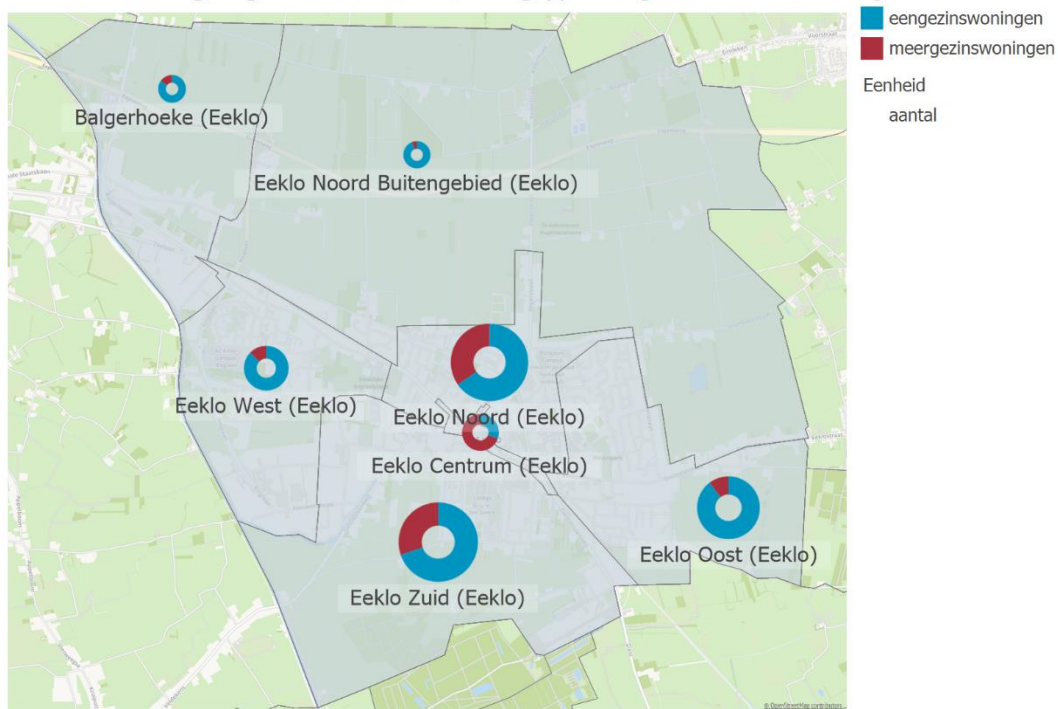 eengezinswoningen
meergezinswoningen
Eenheid
aantal
Balgerhoeke (Eeklo)
Eeklo Noord Buitengebied (Eeklo)
Eeklo West (Eeklo)
Eeklo Noord (Eeklo)
Eeklo Centrum (Eeklo)
Eeklo Oost (Eeklo)
Eeklo Zuid (Eeklo)
© OpenStreetMap contributors